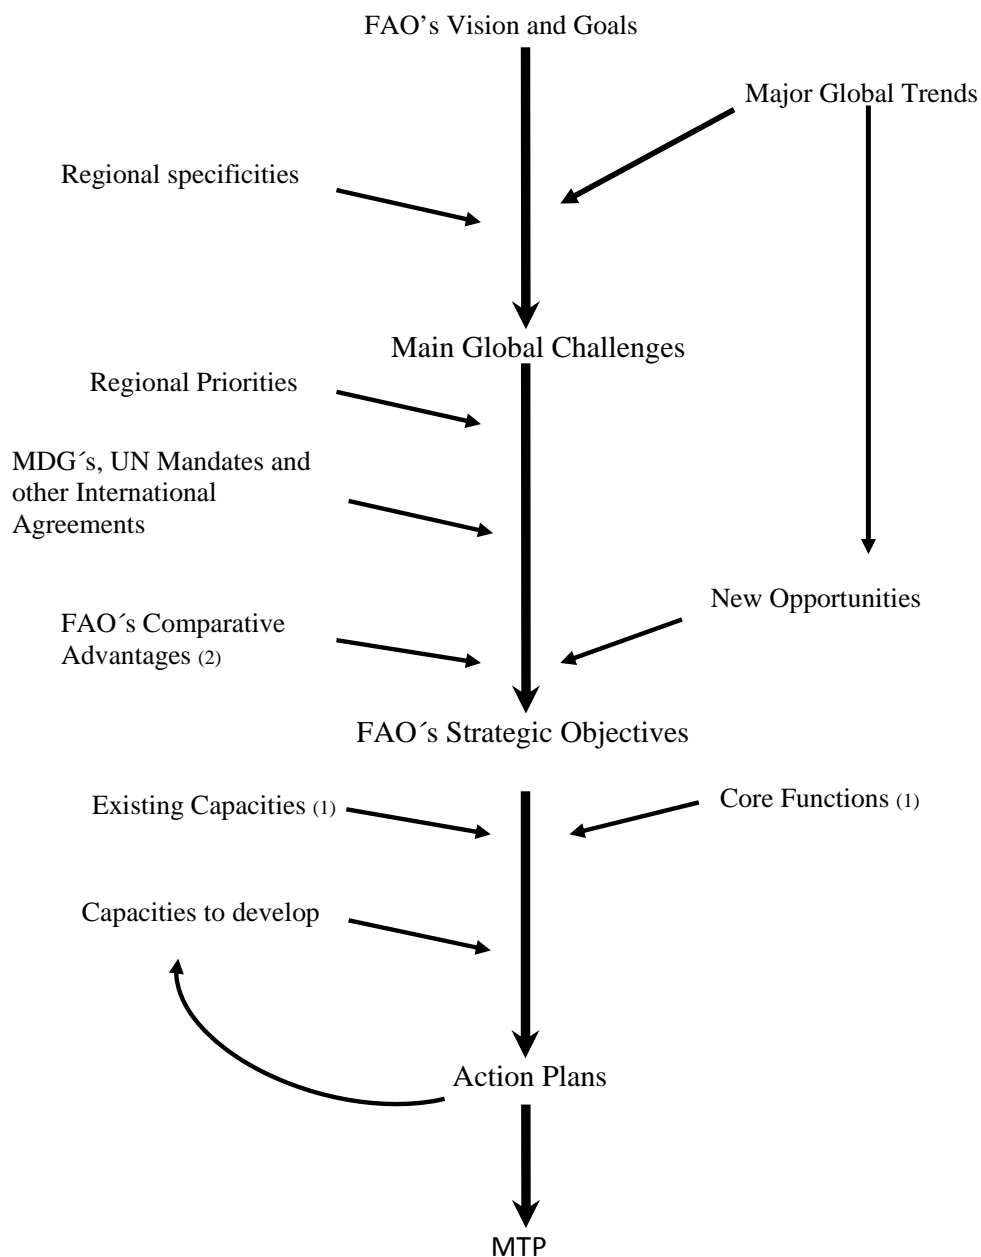 FAO’s Vision and Goals
Major Global Trends
Regional specificities
Main Global Challenges
Regional Priorities
MDG´s, UN Mandates and
other International
Agreements
New Opportunities
FAO´s Comparative
Advantages (2)
FAO´s Strategic Objectives
Existing Capacities (1)
Core Functions (1)
Capacities to develop
Action Plans
MTP